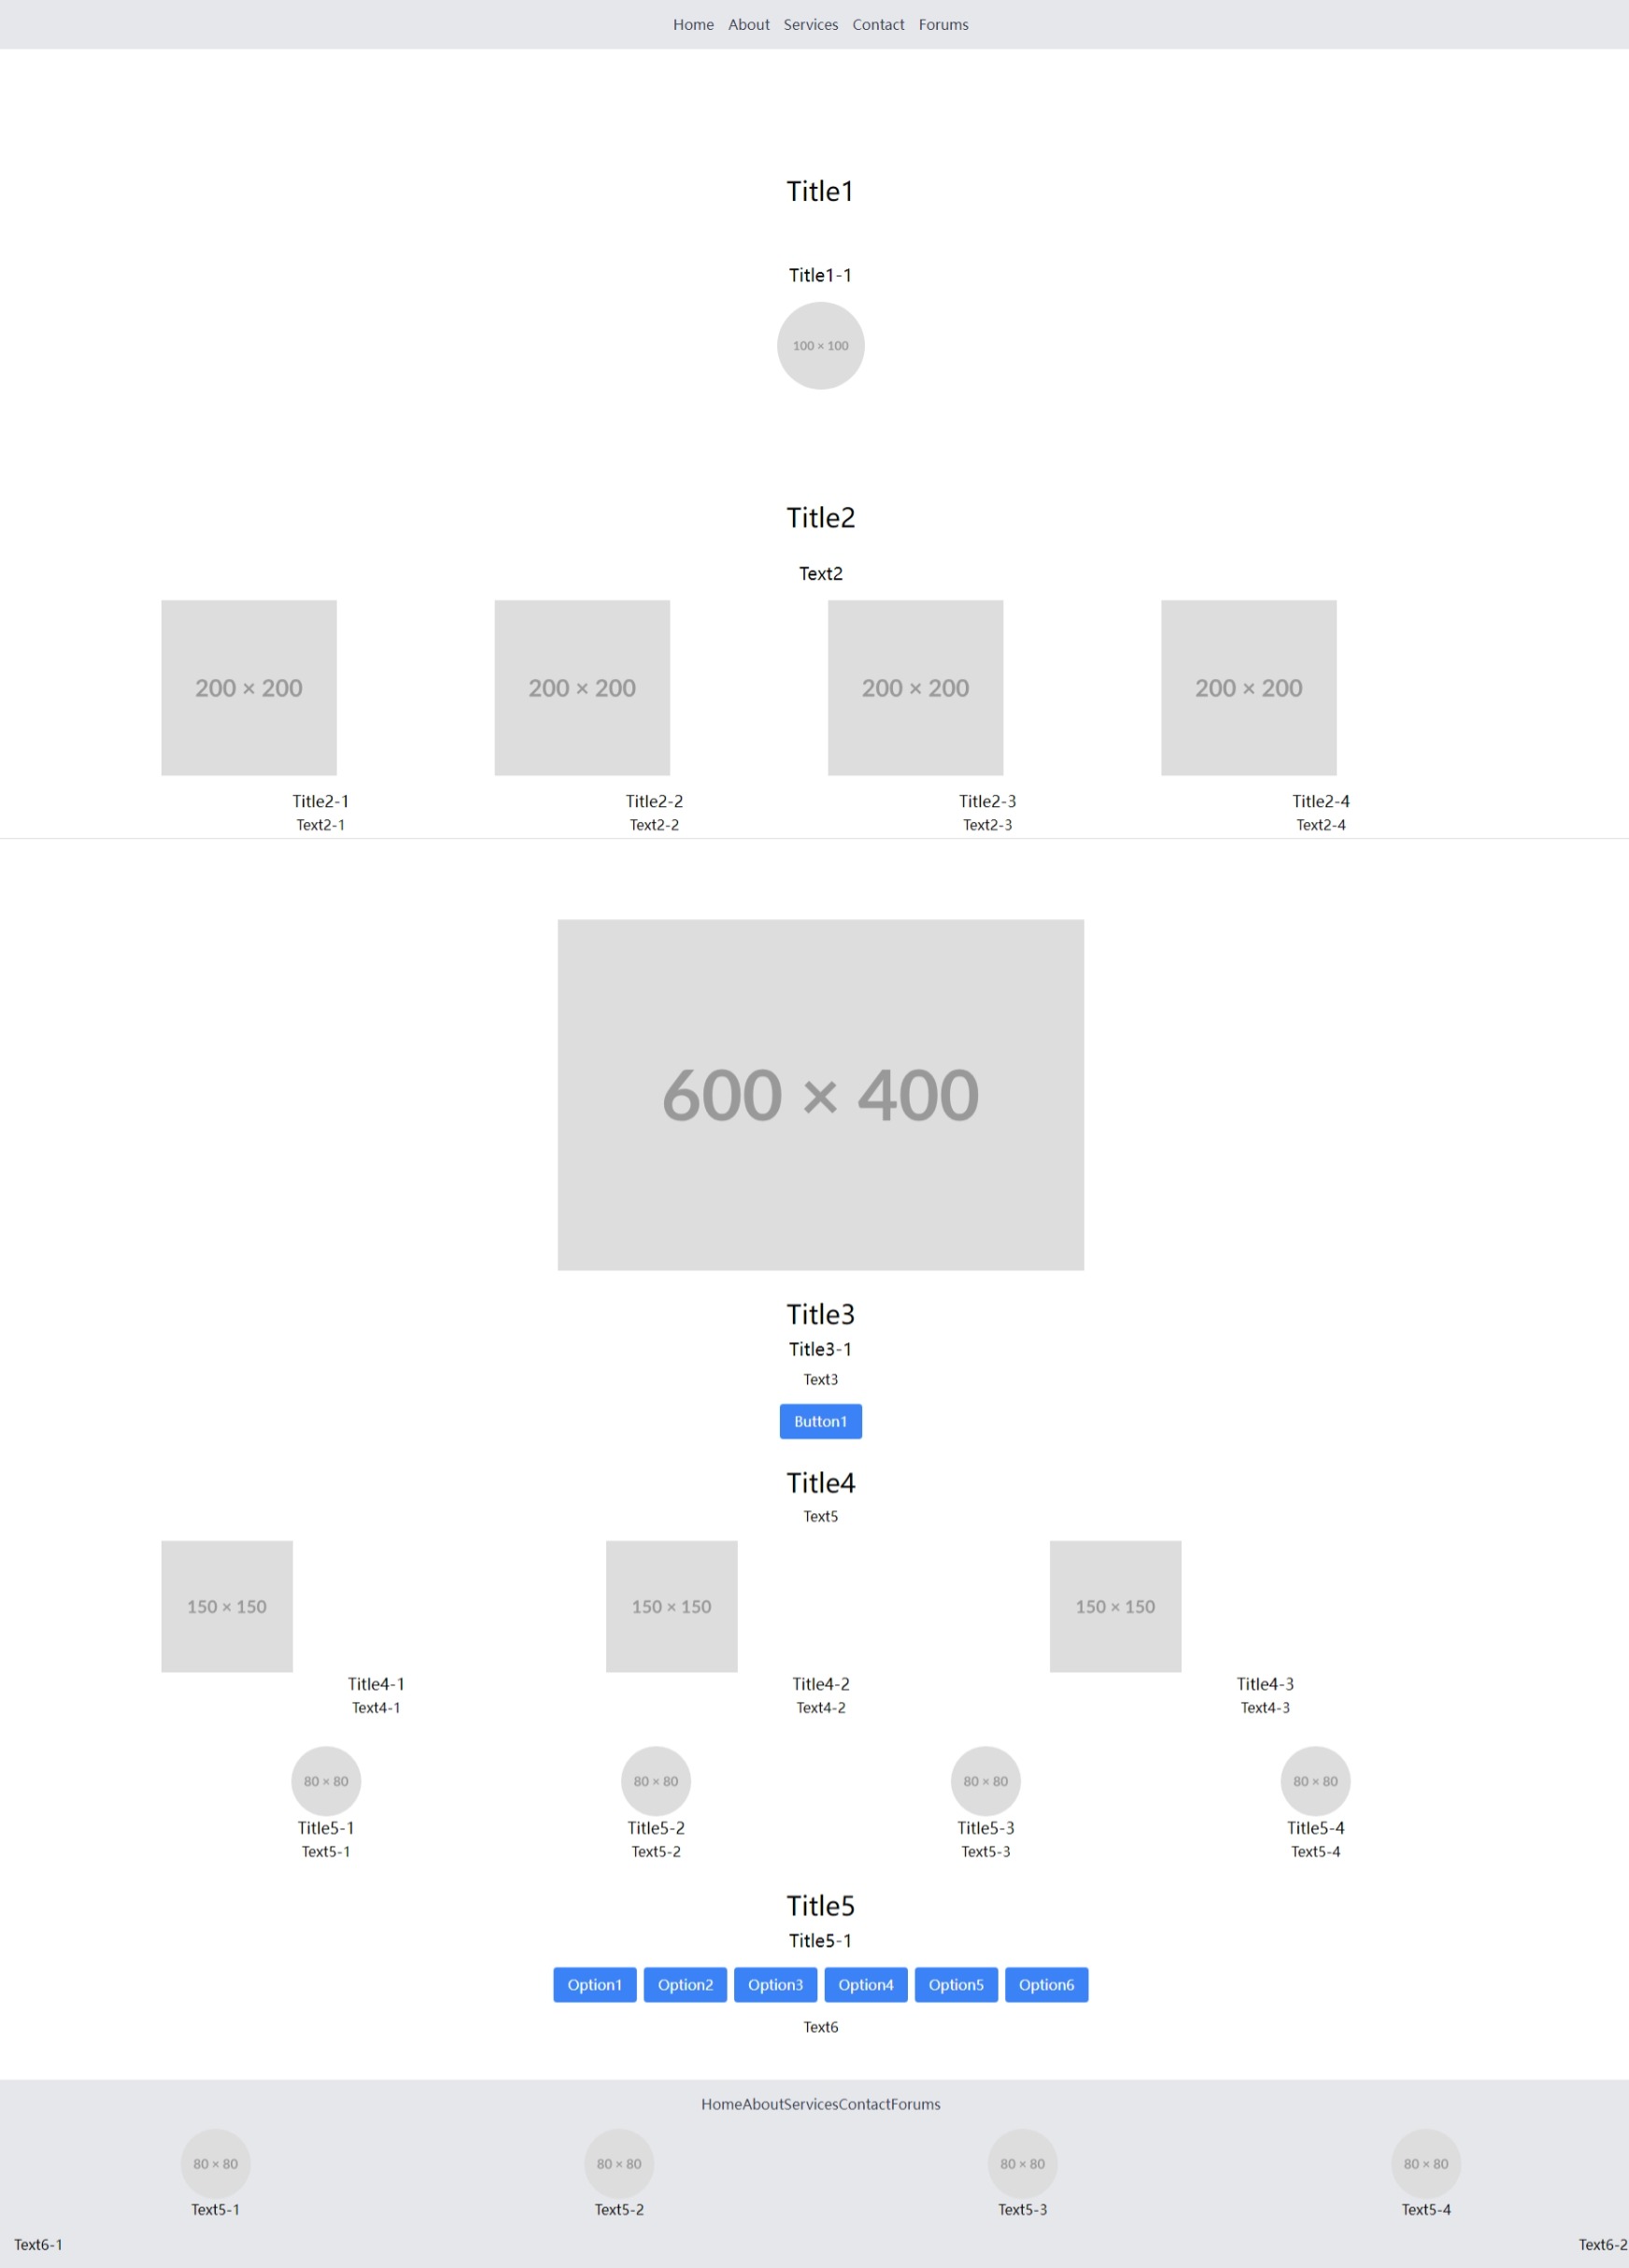 Home About Services Contact Forums
Title1
Title1-1
100 × 100
Title2
Text2
200 × 200 200 × 200 200 × 200 200 × 200
Title2-1 Title2-2 Title2-3 Title2-4
Text2-1 Text2-2 Text2-3 Text2-4
600 × 400
Title3
Title3-1
Text3
Button1
Title4
Text5
150 × 150 150 × 150 150 × 150
Title4-1 Title4-2 Title4-3
Text4-1 Text4-2 Text4-3
80 × 80 80 × 80 80 × 80 80 × 80
Title5-1 Title5-2 Title5-3 Title5-4
Text5-1 Text5-2 Text5-3 Text5-4
Title5
Title5-1
Option1 Option2 Option3 Option4 Option5 Option6
Text6
HomeAboutServicesContactForums
80 × 80 80 × 80 80 × 80 80 × 80
Text5-1 Text5-2 Text5-3 Text5-4
Text6-1 Text6-2